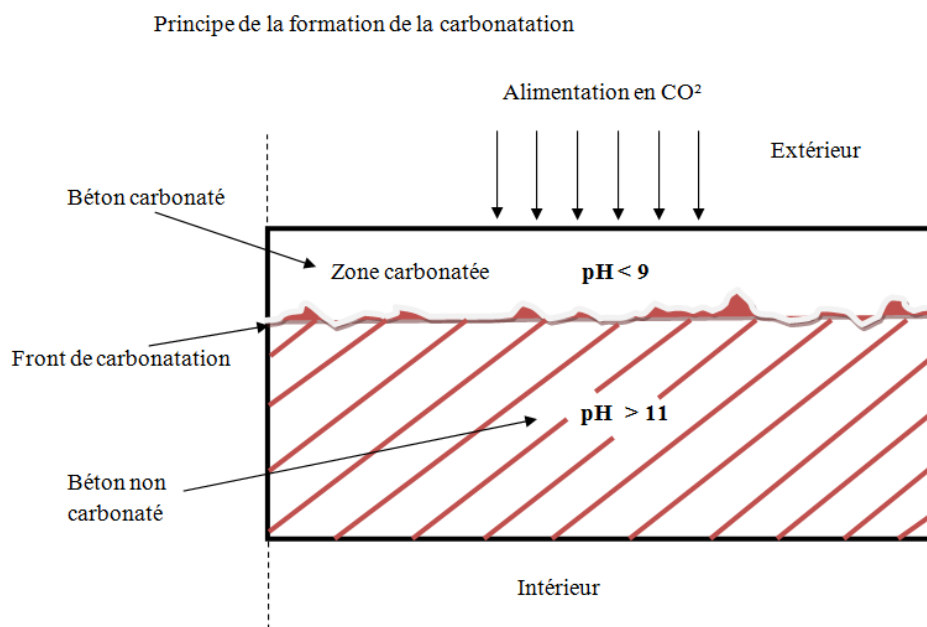 Principe de la formation de la carbonatation
Alimentation en CO²
Extérieur
Béton carbonaté
Zone carbonatée pH < 9
Front de carbonatation
pH > 11
Béton non
carbonaté
Intérieur